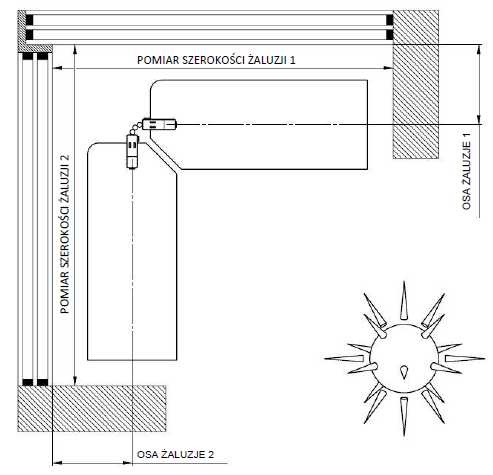 POMIAR SZEROKOŚCI ŻALUZJI 1
OSA ŻALUZJE 1
POMIAR SZEROKOŚCI ŻALUZJI 2
OSA ŻALUZJE 2